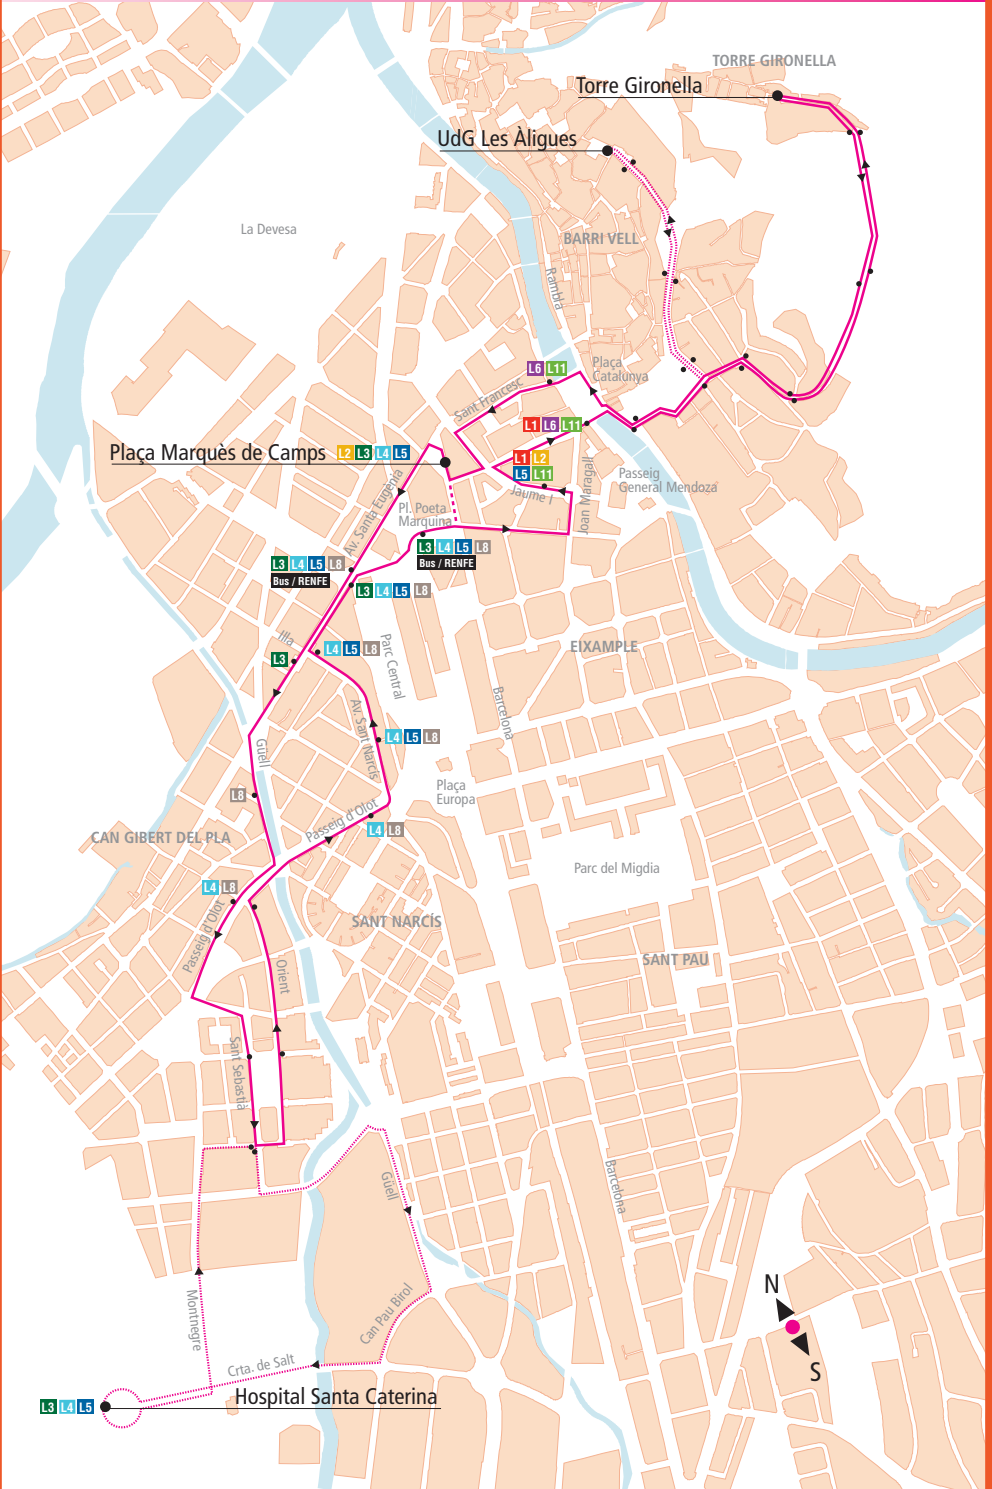 TORRE GIRONELLA
Torre Gironella
UdG Les Àligues
La Devesa
BARRI VELL
Rambla
Plaça
Catalunya
L6 L11
Sant Francesc
L1 L6 L11
Plaça Marquès de Camps L2 L3 L4 L5
L1 L2
L5 L11
Jaume I
Joan Maragall
Passeig
General Mendoza
Av. Santa Eugènia
Pl. Poeta
Marquina
L3 L4 L5 L8
Bus / RENFE
L3 L4 L5 L8
Bus / RENFE
L3 L4 L5 L8
Illa
L4 L5 L8
L3
Parc Central
EIXAMPLE
Barcelona
Av. Sant Narcís
L4 L5 L8
Güell
L8
Plaça
Europa
Passeig d'Olot
L4 L8
CAN GIBERT DEL PLA
Parc del Migdia
L4 L8
Passeig d'Olot
SANT NARCÍS
SANT PAU
Orient
Sant Sebastià
Güell
Barcelona
Montnegre
Can Pau Birol
Crta. de Salt
N
S
L3 L4 L5
Hospital Santa Caterina